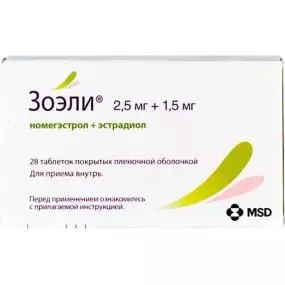 Зоэли® 2,5 мг + 1,5 мг
номегэстрол + эстрадиол
28 таблеток покрытых пленочной оболочкой
Для приема внутрь.
Перед применением ознакомьтесь
с прилагаемой инструкцией.
MSD